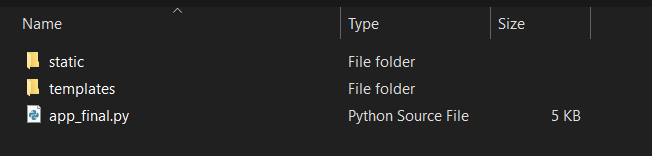 Name Type Size
static File folder
templates File folder
app_final.py Python Source File 5 KB